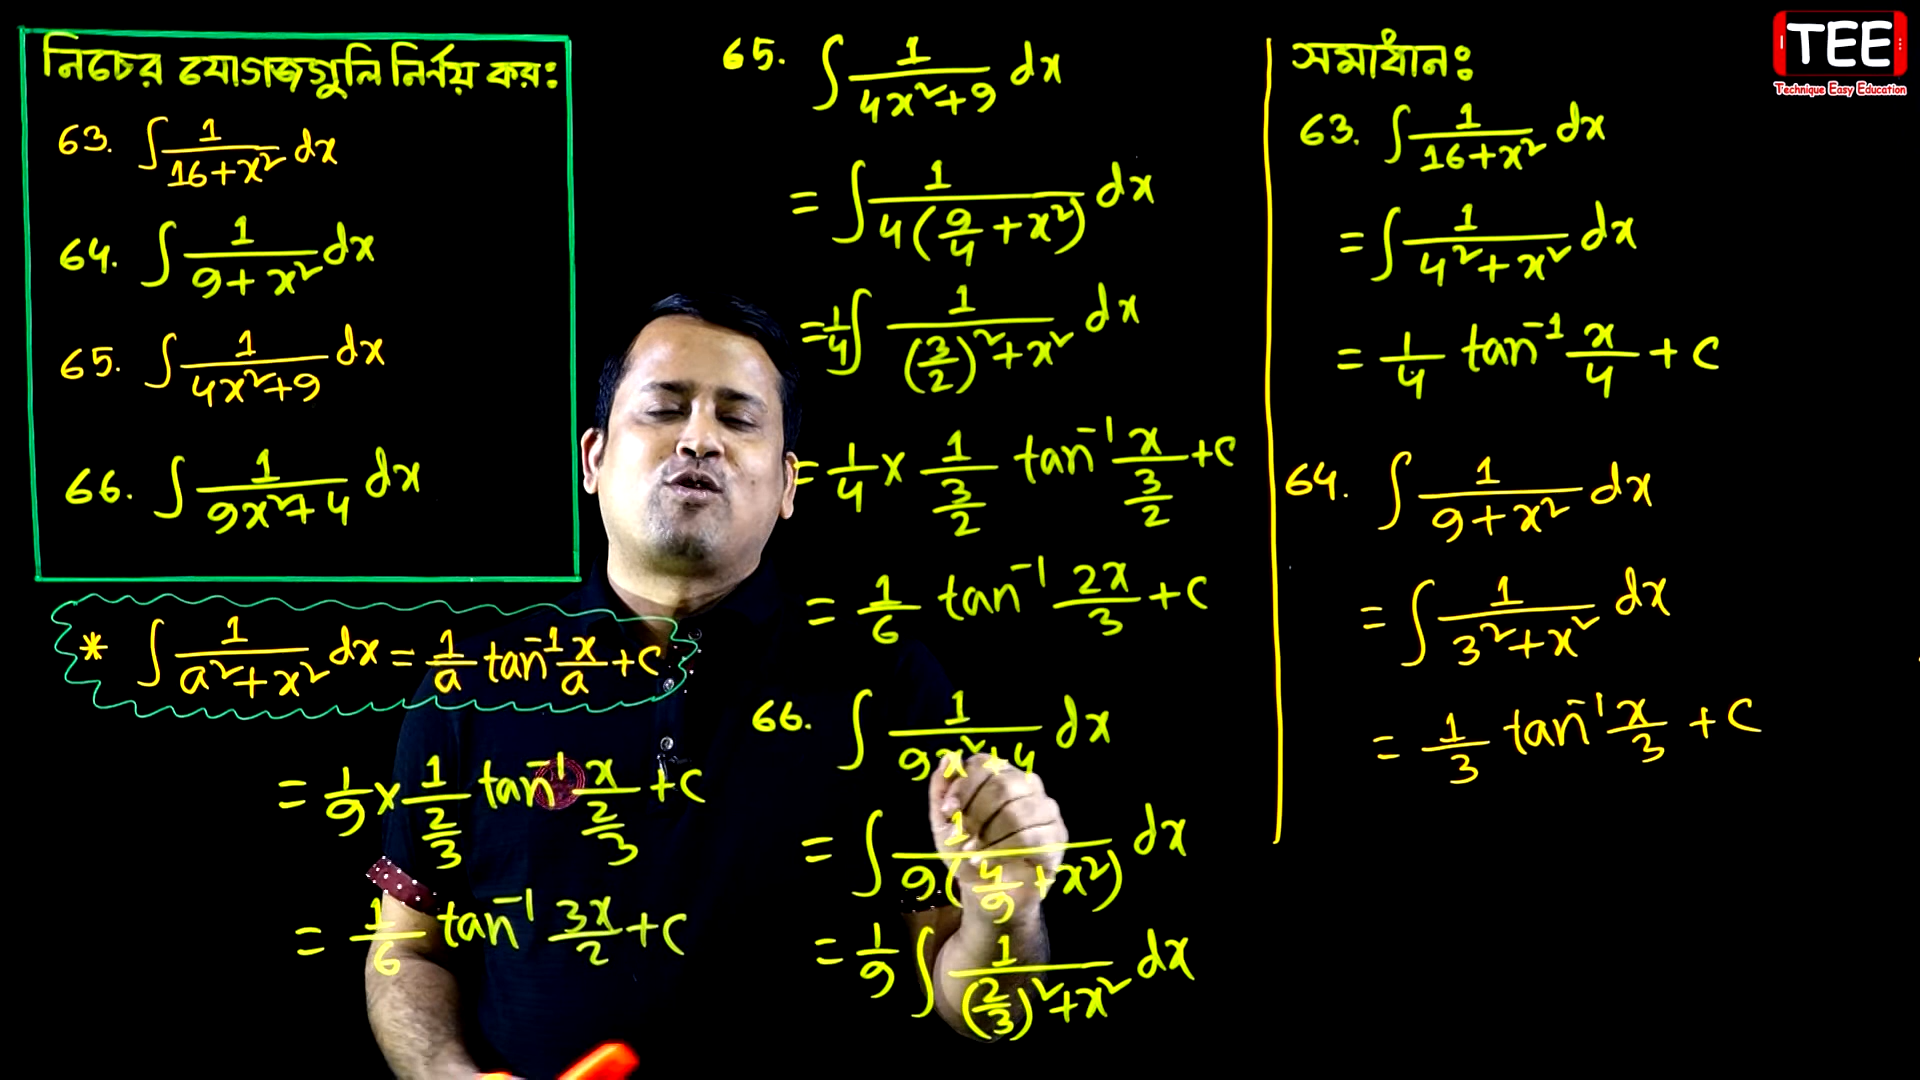 নিচের যোগজগুলি নির্ণয় কর:
63. ∫ 1/(16+x²) dx
64. ∫ 1/(9+x²) dx
65. ∫ 1/(4x²+9) dx
66. ∫ 1/(9x²+4) dx
* ∫ 1/(a²+x²) dx = 1/a tan⁻¹ x/a + c
65. ∫ 1/(4x²+9) dx
= ∫ 1/(4(9/4+x²)) dx
= 1/4 ∫ 1/((3/2)²+x²) dx
= 1/4 × 1/(3/2) tan⁻¹ x/(3/2) + c
= 1/6 tan⁻¹ 2x/3 + c
66. ∫ 1/(9x²+4) dx
= ∫ 1/(9(4/9+x²)) dx
= 1/9 ∫ 1/((2/3)²+x²) dx
= 1/9 × 1/(2/3) tan⁻¹ x/(2/3) + c
= 1/6 tan⁻¹ 3x/2 + c
সমাধান:
63. ∫ 1/(16+x²) dx
= ∫ 1/(4²+x²) dx
= 1/4 tan⁻¹ x/4 + c
64. ∫ 1/(9+x²) dx
= ∫ 1/(3²+x²) dx
= 1/3 tan⁻¹ x/3 + c
TEE
Technique Easy Education